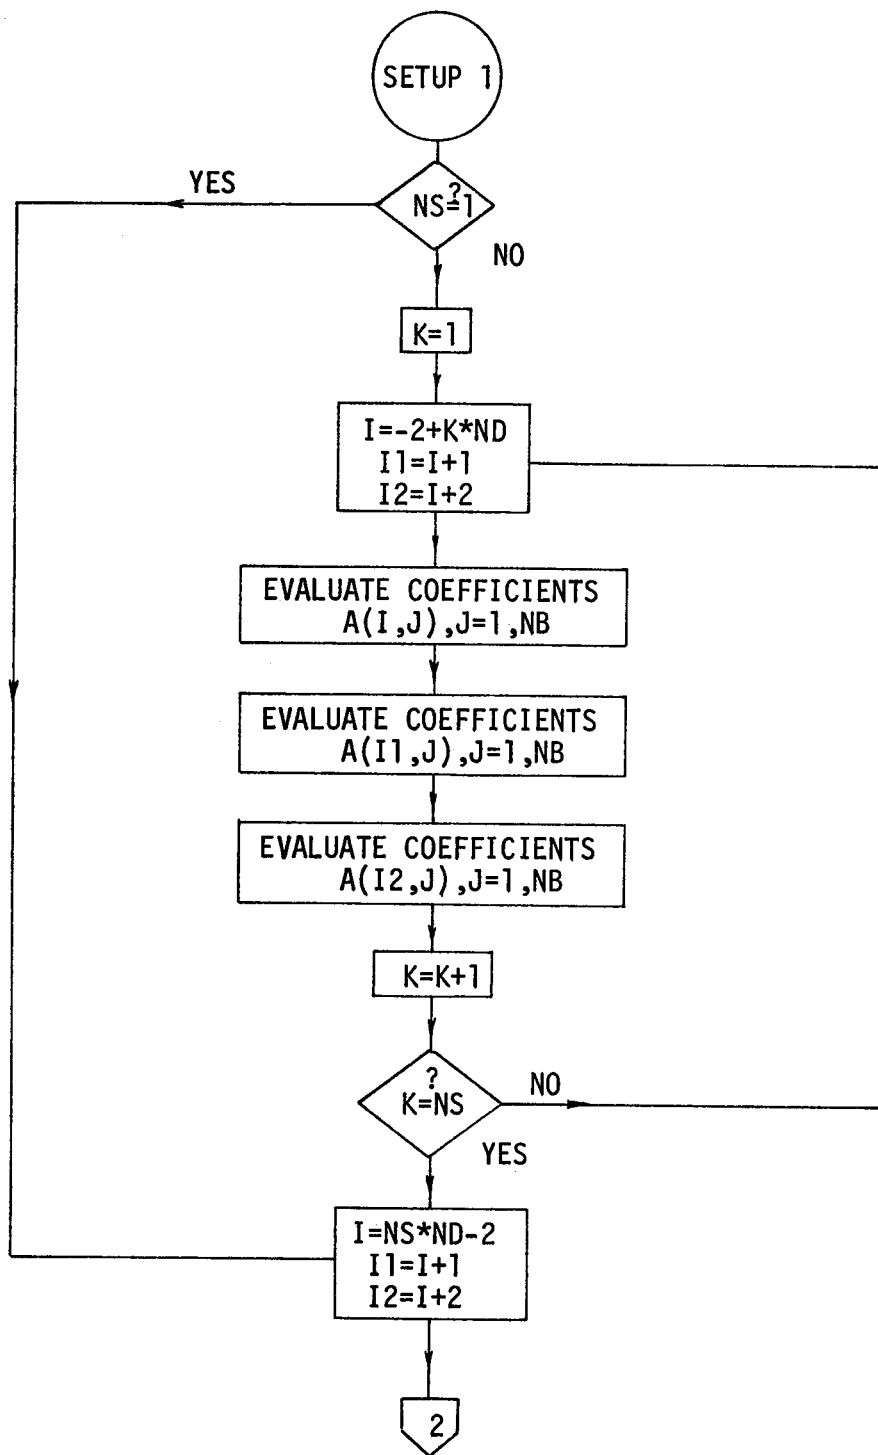 SETUP 1
YES
NS=1
?
NO
K=1
I=-2+K*ND
I1=I+1
I2=I+2
EVALUATE COEFFICIENTS
A(I,J),J=1,NB
EVALUATE COEFFICIENTS
A(I1,J),J=1,NB
EVALUATE COEFFICIENTS
A(I2,J),J=1,NB
K=K+1
?
K=NS
NO
YES
I=NS*ND-2
I1=I+1
I2=I+2
2